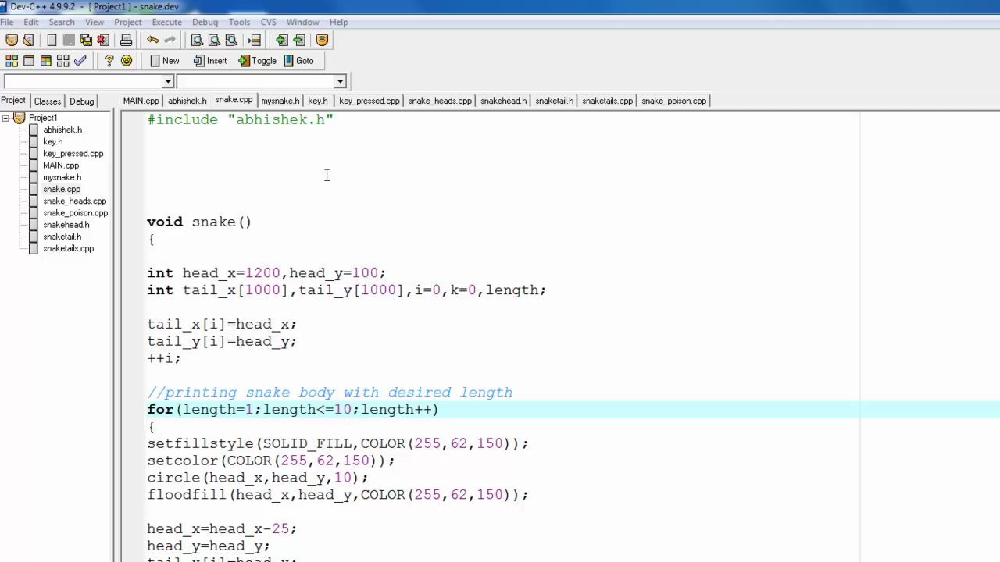 Dev-C++ 4.9.9.2 - [ Project1 ] - snake.dev
File Edit Search View Project Execute Debug Tools CVS Window Help
New Insert Toggle Goto
Project Classes Debug MAIN.cpp abhishek.h snake.cpp mysnake.h key.h key_pressed.cpp snake_heads.cpp snakehead.h snaketail.h snaketails.cpp snake_poison.cpp
Project1
abhishek.h
key.h
key_pressed.cpp
MAIN.cpp
mysnake.h
snake.cpp
snake_heads.cpp
snake_poison.cpp
snakehead.h
snaketail.h
snaketails.cpp
#include "abhishek.h"
void snake()
{
int head_x=1200,head_y=100;
int tail_x[1000],tail_y[1000],i=0,k=0,length;
tail_x[i]=head_x;
tail_y[i]=head_y;
++i;
//printing snake body with desired length
for(length=1;length<=10;length++)
{
setfillstyle(SOLID_FILL,COLOR(255,62,150));
setcolor(COLOR(255,62,150));
circle(head_x,head_y,10);
floodfill(head_x,head_y,COLOR(255,62,150));
head_x=head_x-25;
head_y=head_y;
tail_x[i]=head_x;